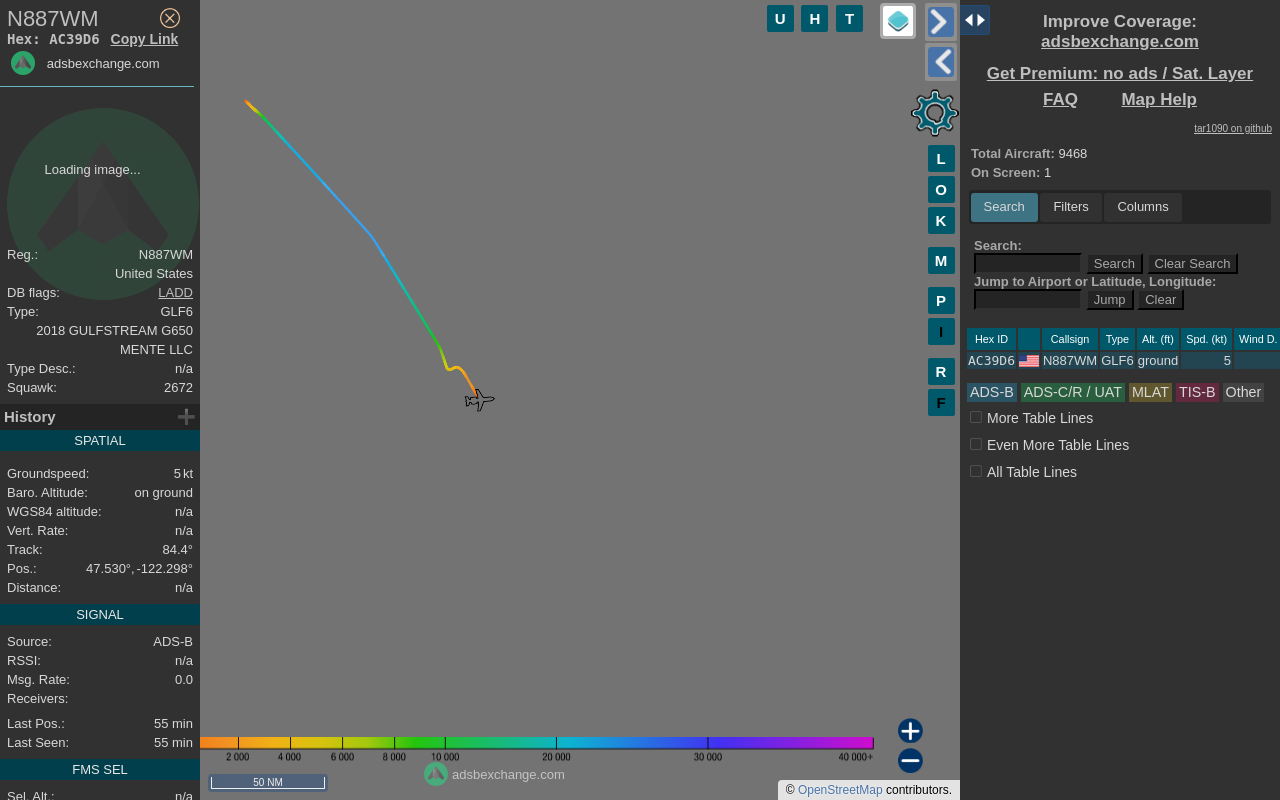 N887WM
Hex: AC39D6 Copy Link
adsbexchange.com
Loading image...
Reg.: N887WM
United States
DB flags: LADD
Type: GLF6
2018 GULFSTREAM G650
MENTE LLC
Type Desc.: n/a
Squawk: 2672
History
SPATIAL
Groundspeed: 5 kt
Baro. Altitude: on ground
WGS84 altitude: n/a
Vert. Rate: n/a
Track: 84.4°
Pos.: 47.530°, -122.298°
Distance: n/a
SIGNAL
Source: ADS-B
RSSI: n/a
Msg. Rate: 0.0
Receivers:
Last Pos.: 55 min
Last Seen: 55 min
FMS SEL
Sel. Alt.: n/a
U H T
L
O
K
M
P
I
R
F
2 000 4 000 6 000 8 000 10 000 20 000 30 000 40 000+
adsbexchange.com
50 NM
© OpenStreetMap contributors.
Improve Coverage:
adsbexchange.com
Get Premium: no ads / Sat. Layer
FAQ Map Help
tar1090 on github
Total Aircraft: 9468
On Screen: 1
Search Filters Columns
Search:
Search Clear Search
Jump to Airport or Latitude, Longitude:
Jump Clear
Hex ID Callsign Type Alt. (ft) Spd. (kt) Wind D.
AC39D6 N887WM GLF6 ground 5
ADS-B ADS-C/R / UAT MLAT TIS-B Other
More Table Lines
Even More Table Lines
All Table Lines